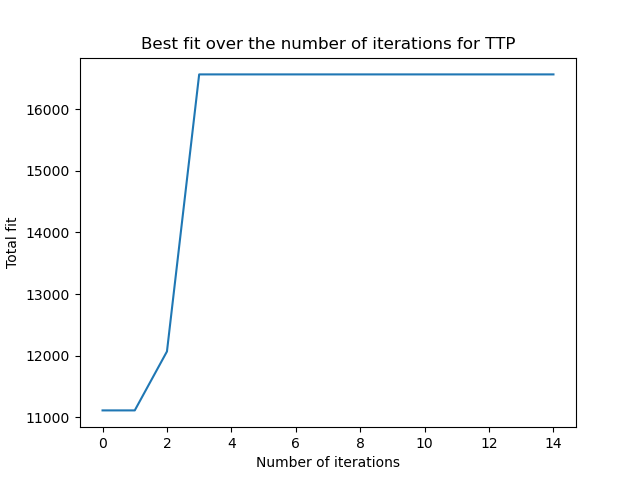 Best fit over the number of iterations for TTP
Total fit
16000
15000
14000
13000
12000
11000
0 2 4 6 8 10 12 14
Number of iterations